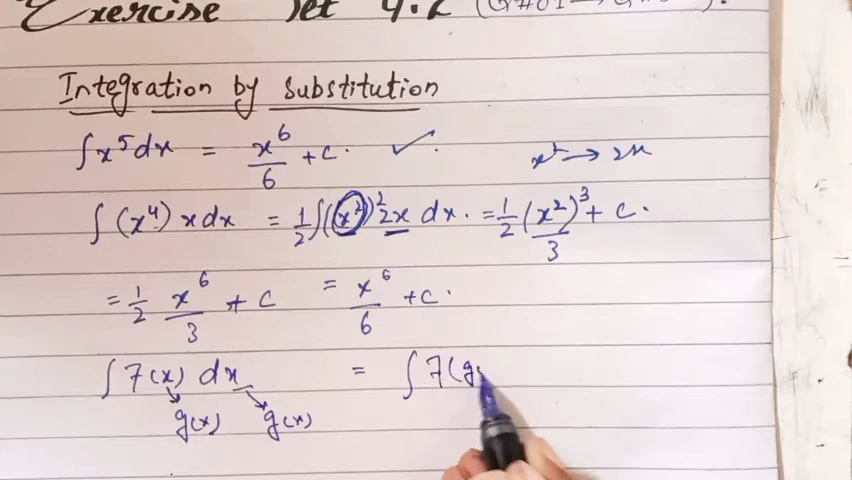 Exercise Set 4.2
Integration by substitution
∫x⁵dx = x⁶/6 + c. ✓. x² → 2x
∫(x⁴) x dx = 1/2 ∫(x²)² 2x dx. = 1/2 (x²)³/3 + c.
= 1/2 x⁶/3 + c = x⁶/6 + c.
∫ F(x) dx = ∫ F(g
g(x) g(x)